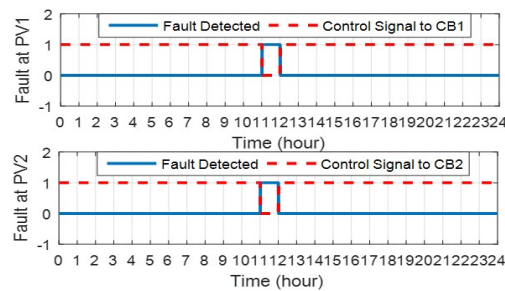 Fault at PV1
2
1
0
-1
Fault Detected Control Signal to CB1
0 1 2 3 4 5 6 7 8 9 10 11 12 13 14 15 16 17 18 19 20 21 22 23 24
Time (hour)
Fault at PV2
2
1
0
-1
Fault Detected Control Signal to CB2
0 1 2 3 4 5 6 7 8 9 10 11 12 13 14 15 16 17 18 19 20 21 22 23 24
Time (hour)